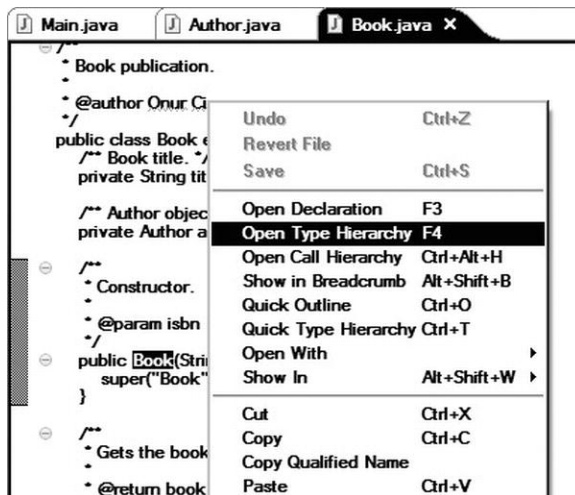 Main.java
Author.java
Book.java
/**
* Book publication.
*
* @author Onur Ci
*/
public class Book e
/** Book title. */
private String tit
/** Author objec
private Author a
/**
* Constructor.
*
* @param isbn
*/
public Book(Stri
super("Book"
}
/**
* Gets the book
*
* @return book
Undo Ctrl+Z
Revert File
Save Ctrl+S
Open Declaration F3
Open Type Hierarchy F4
Open Call Hierarchy Ctrl+Alt+H
Show in Breadcrumb Alt+Shift+B
Quick Outline Ctrl+O
Quick Type Hierarchy Ctrl+T
Open With
Show In Alt+Shift+W
Cut Ctrl+X
Copy Ctrl+C
Copy Qualified Name
Paste Ctrl+V